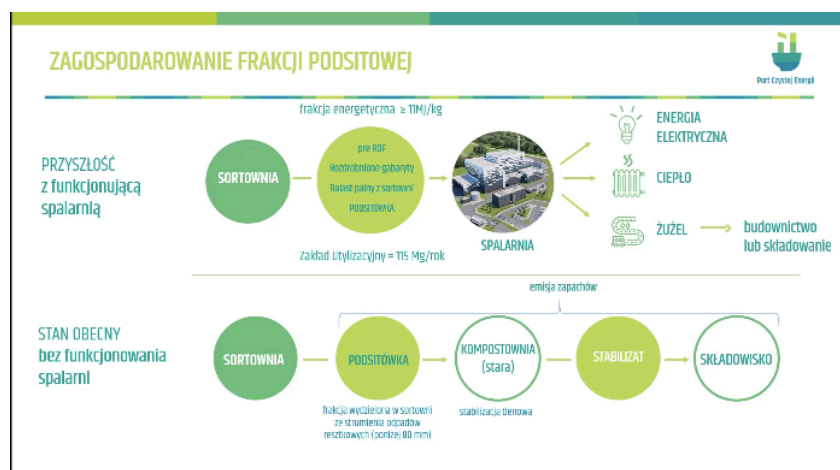 ZAGOSPODAROWANIE FRAKCJI PODSITOWEJ
Port Czystej Energii
frakcja energetyczna ≥ 11MJ/kg
PRZYSZŁOŚĆ
z funkcjonującą
spalarnią
SORTOWNIA
pre RDF
Rozdrobnione gabaryty
Balast palny z sortowni
PODSITÓWKA
SPALARNIA
ENERGIA
ELEKTRYCZNA
CIEPŁO
ŻUŻEL
budownictwo
lub składowanie
Zakład Utylizacyjny = 115 Mg/rok
emisja zapachów
STAN OBECNY
bez funkcjonowania
spalarni
SORTOWNIA
PODSITÓWKA
KOMPOSTOWNIA
(stara)
STABILIZAT
SKŁADOWISKO
frakcja wydzielona w sortowni
ze strumienia odpadów
resztkowych (poniżej 80 mm)
stabilizacja tlenowa